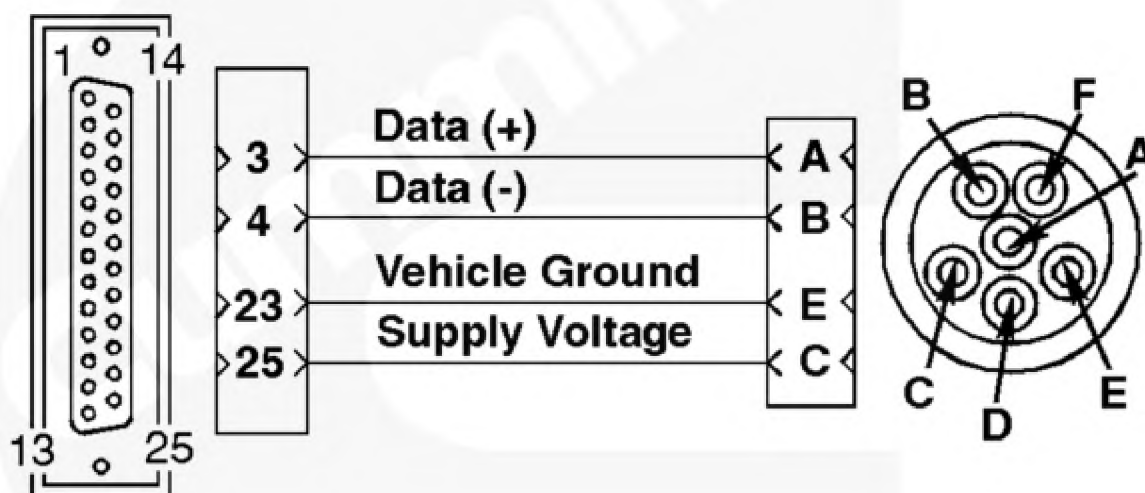 1 14
13 25
3 Data (+) A
4 Data (-) B
23 Vehicle Ground E
25 Supply Voltage C
B F
A
C E
D